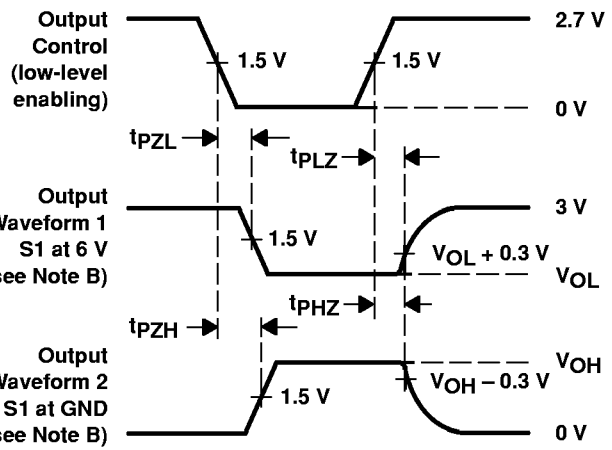 Output
Control
(low-level
enabling)
2.7 V
1.5 V
1.5 V
0 V
tPZL
tPLZ
Output
Waveform 1
S1 at 6 V
see Note B)
3 V
1.5 V
VOL + 0.3 V
VOL
tPHZ
tPZH
Output
Waveform 2
S1 at GND
see Note B)
VOH
VOH − 0.3 V
1.5 V
0 V